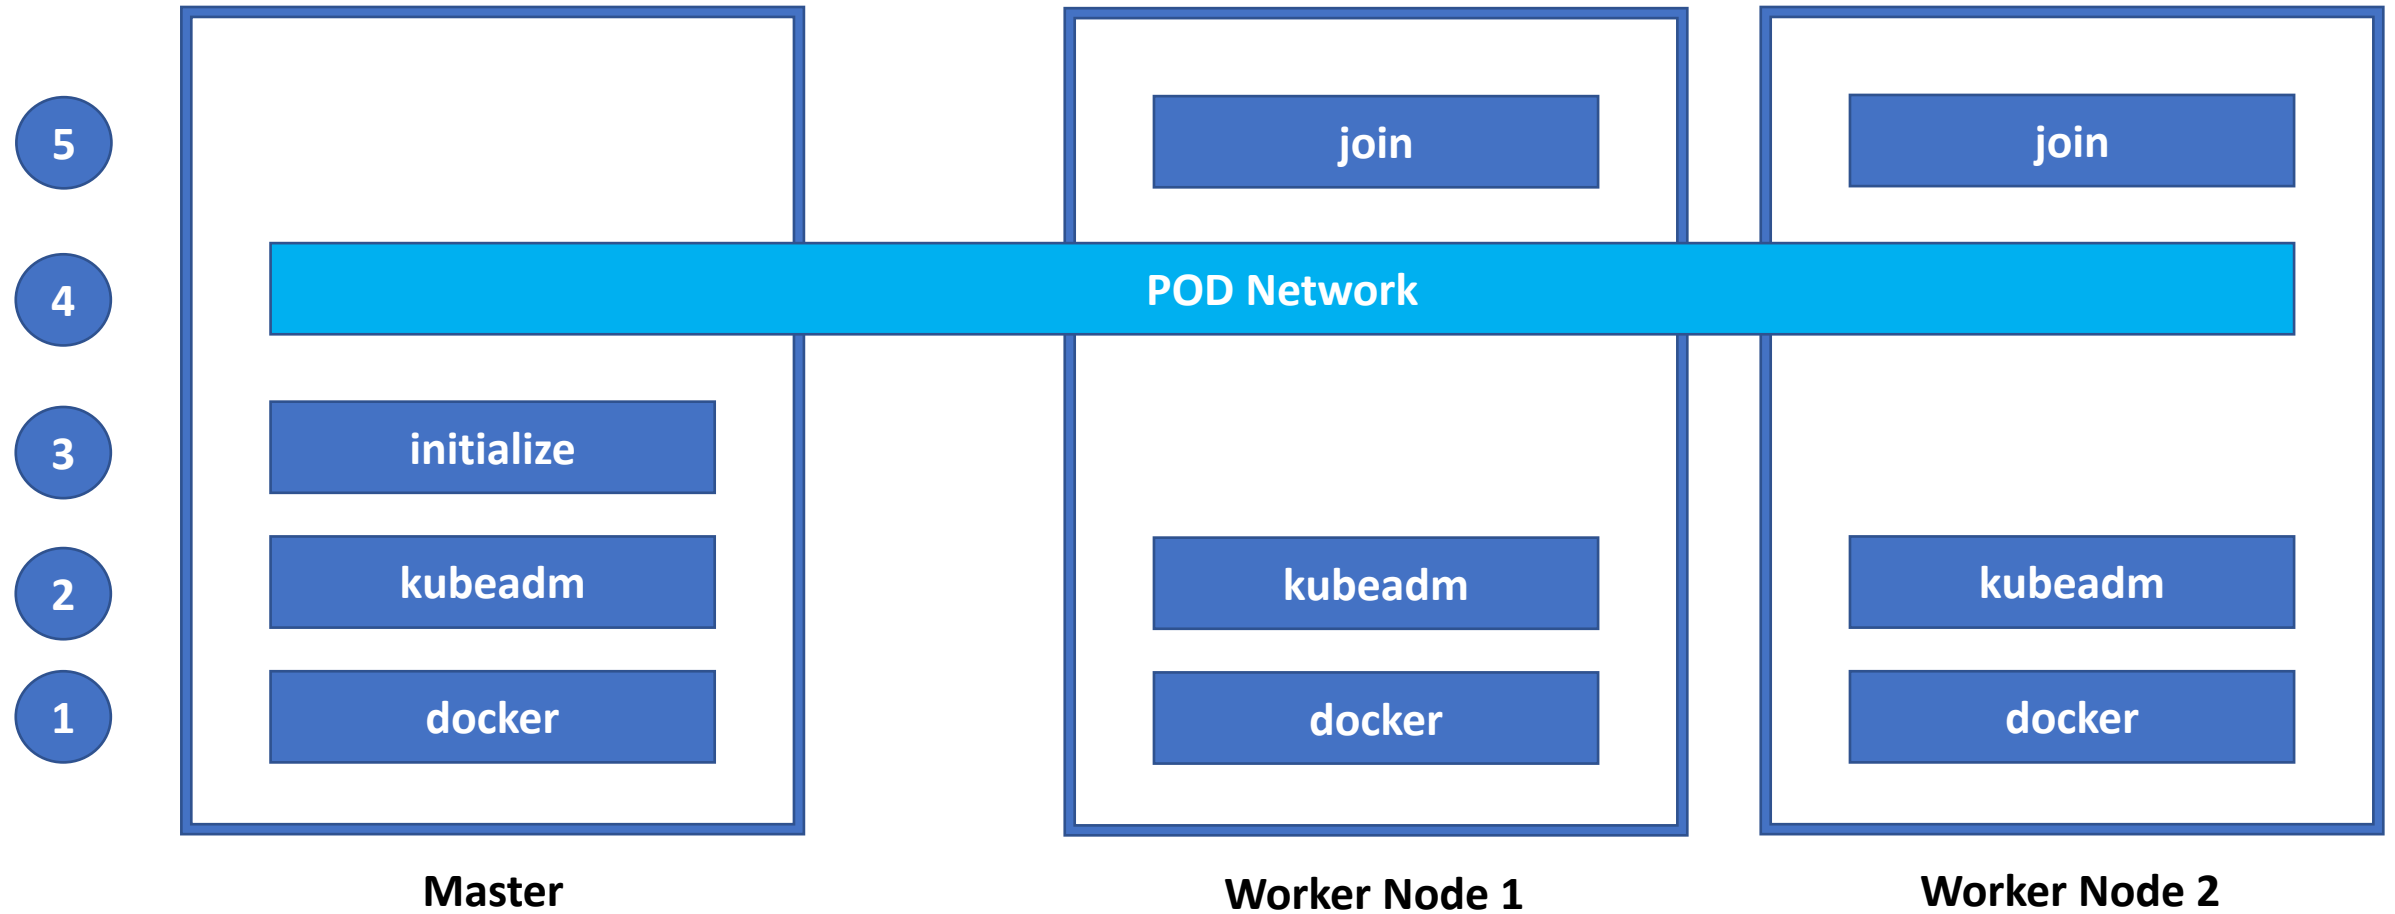 5
join
join
4
POD Network
3
initialize
2
kubeadm
kubeadm
kubeadm
1
docker
docker
docker
Master
Worker Node 1
Worker Node 2